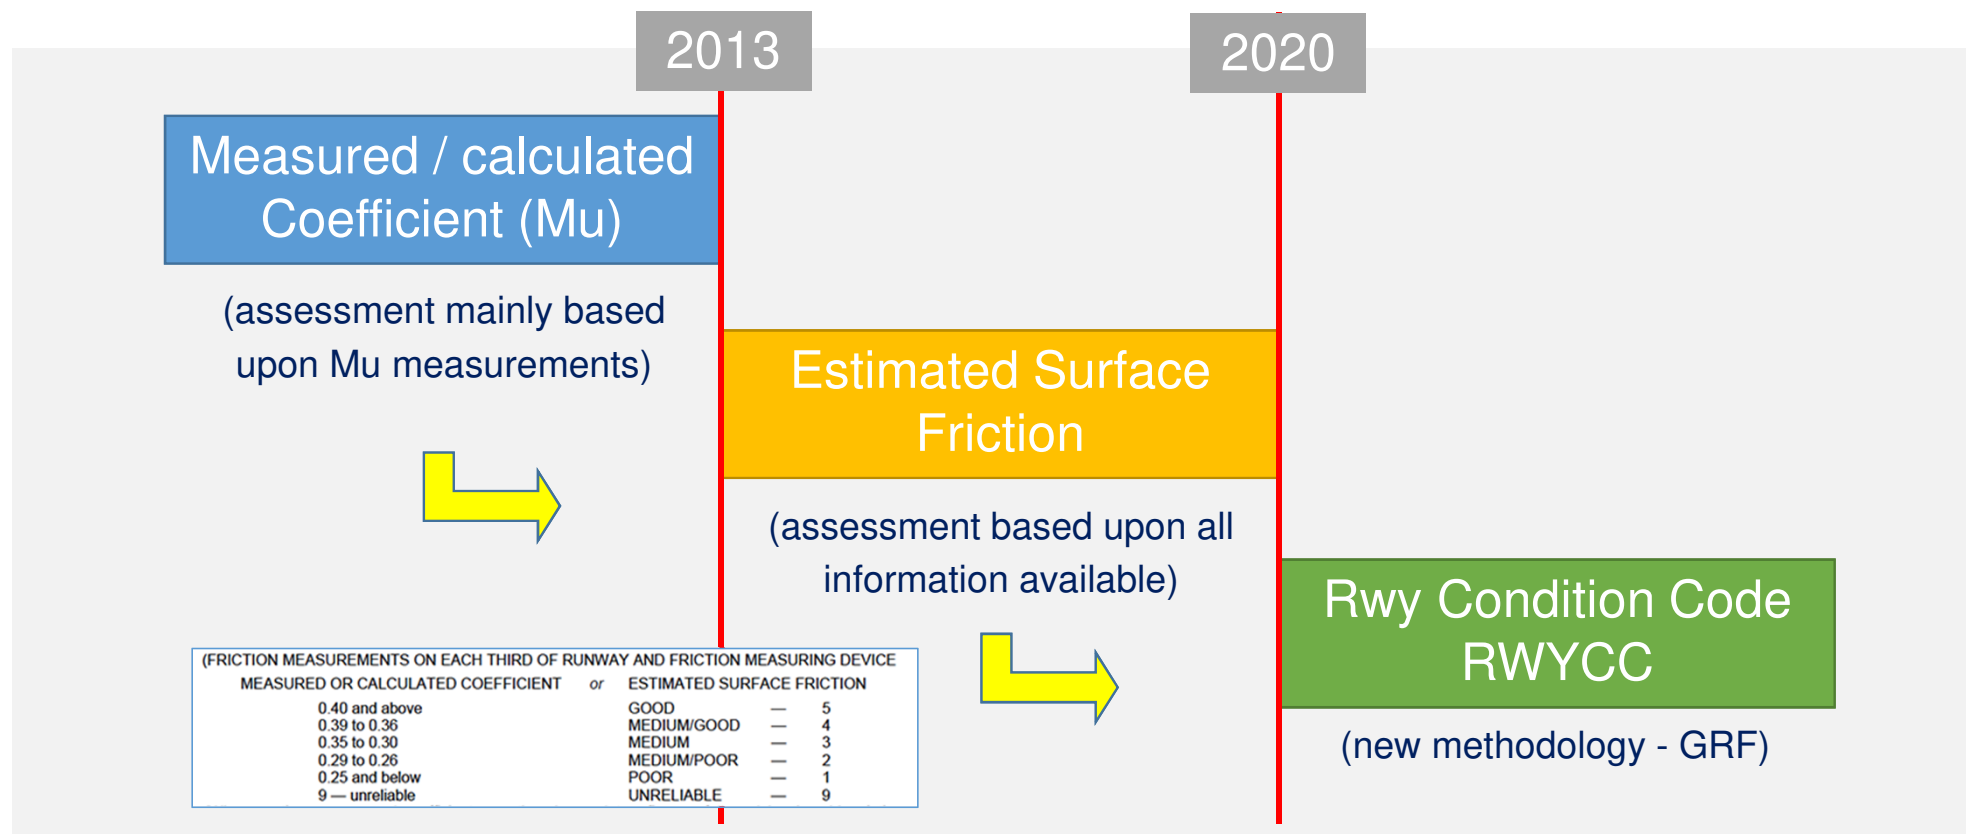 2013
2020
Measured / calculated
Coefficient (Mu)
(assessment mainly based
upon Mu measurements)
Estimated Surface
Friction
(assessment based upon all
information available)
Rwy Condition Code
RWYCC
(new methodology - GRF)
(FRICTION MEASUREMENTS ON EACH THIRD OF RUNWAY AND FRICTION MEASURING DEVICE
MEASURED OR CALCULATED COEFFICIENT or ESTIMATED SURFACE FRICTION
0.40 and above GOOD — 5
0.39 to 0.36 MEDIUM/GOOD — 4
0.35 to 0.30 MEDIUM — 3
0.29 to 0.26 MEDIUM/POOR — 2
0.25 and below POOR — 1
9 — unreliable UNRELIABLE — 9